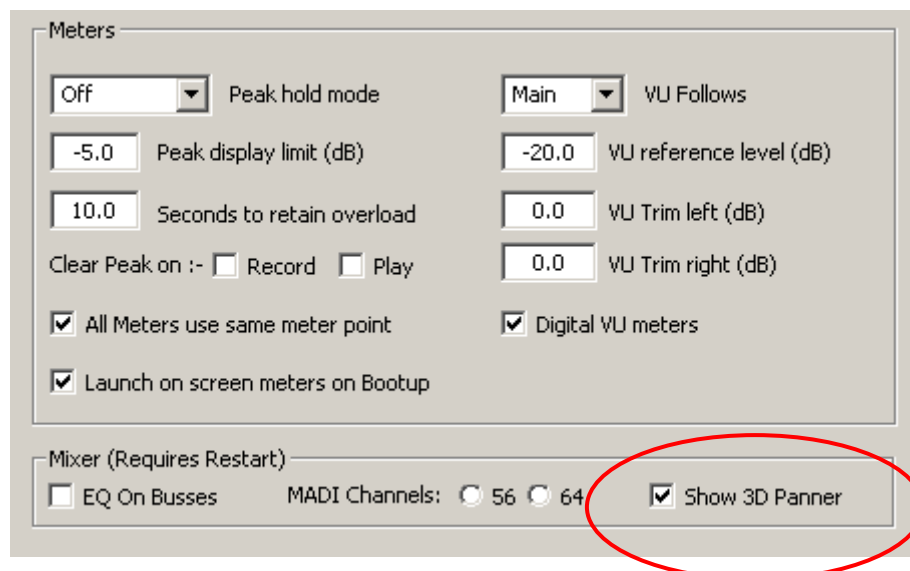 Meters
Off Peak hold mode Main VU Follows
-5.0 Peak display limit (dB) -20.0 VU reference level (dB)
10.0 Seconds to retain overload 0.0 VU Trim left (dB)
Clear Peak on :- Record Play 0.0 VU Trim right (dB)
All Meters use same meter point Digital VU meters
Launch on screen meters on Bootup
Mixer (Requires Restart)
EQ On Busses MADI Channels: 56 64 Show 3D Panner